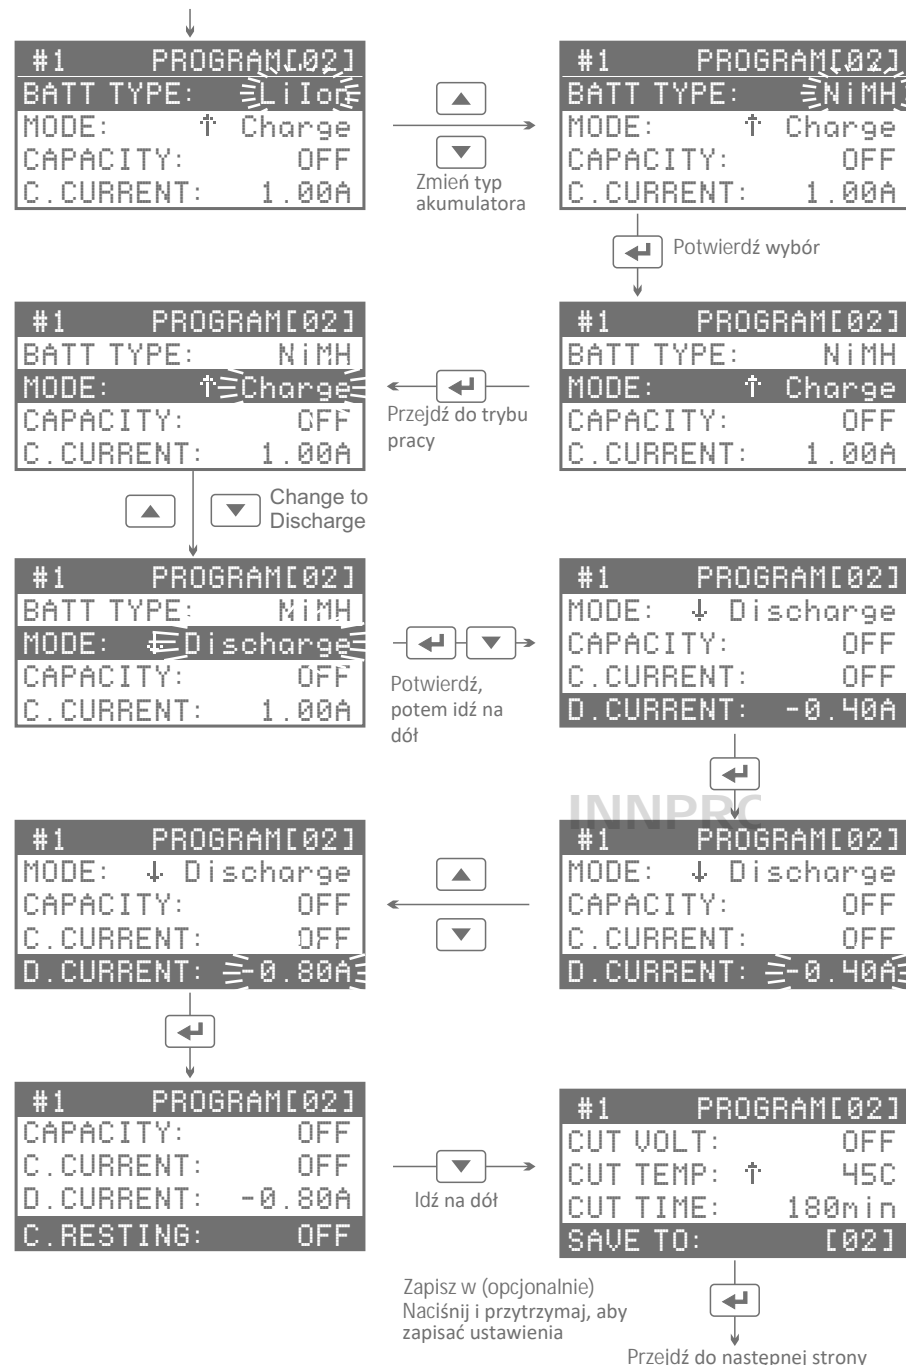 #1 PROGRAM[02]
BATT TYPE: LiIon
MODE: ↑ Charge
CAPACITY: OFF
C.CURRENT: 1.00A
Zmień typ
akumulatora
#1 PROGRAM[02]
BATT TYPE: NiMH
MODE: ↑ Charge
CAPACITY: OFF
C.CURRENT: 1.00A
Potwierdź wybór
#1 PROGRAM[02]
BATT TYPE: NiMH
MODE: ↑ Charge
CAPACITY: OFF
C.CURRENT: 1.00A
Przejdź do trybu
pracy
#1 PROGRAM[02]
BATT TYPE: NiMH
MODE: ↑ Charge
CAPACITY: OFF
C.CURRENT: 1.00A
Change to
Discharge
#1 PROGRAM[02]
BATT TYPE: NiMH
MODE: ↓ Discharge
CAPACITY: OFF
C.CURRENT: 1.00A
Potwierdź,
potem idź na
dół
#1 PROGRAM[02]
MODE: ↓ Discharge
CAPACITY: OFF
C.CURRENT: OFF
D.CURRENT: -0.40A
INNPRO
#1 PROGRAM[02]
MODE: ↓ Discharge
CAPACITY: OFF
C.CURRENT: OFF
D.CURRENT: -0.80A
#1 PROGRAM[02]
MODE: ↓ Discharge
CAPACITY: OFF
C.CURRENT: OFF
D.CURRENT: -0.40A
#1 PROGRAM[02]
CAPACITY: OFF
C.CURRENT: OFF
D.CURRENT: -0.80A
C.RESTING: OFF
Idź na dół
#1 PROGRAM[02]
CUT VOLT: OFF
CUT TEMP: ↑ 45C
CUT TIME: 180min
SAVE TO: [02]
Zapisz w (opcjonalnie)
Naciśnij i przytrzymaj, aby
zapisać ustawienia
Przejdź do następnej strony